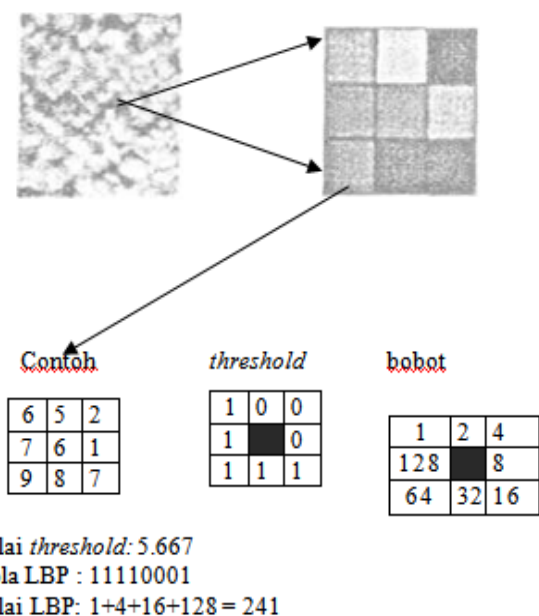 Contoh threshold bobot
6 5 2 1 0 0 1 2 4
7 6 1 1 0 128 8
9 8 7 1 1 1 64 32 16
lai threshold: 5.667
la LBP : 11110001
lai LBP: 1+4+16+128 = 241